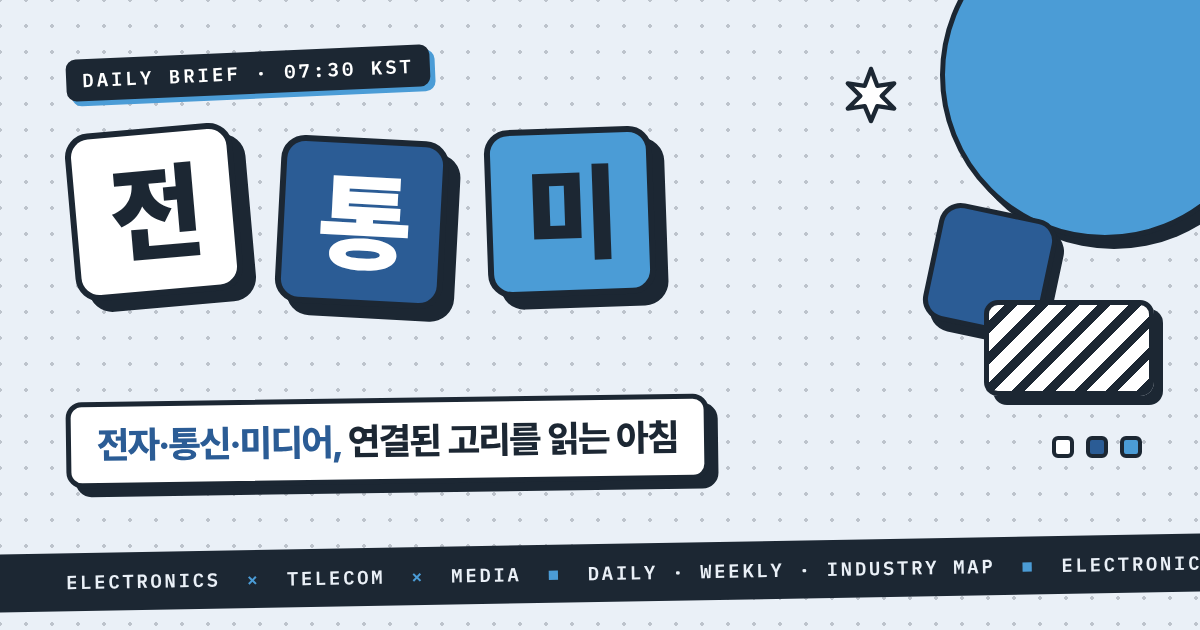 DAILY BRIEF · 07:30 KST
전통미
전자·통신·미디어, 연결된 고리를 읽는 아침
ELECTRONICS × TELECOM × MEDIA ■ DAILY · WEEKLY · INDUSTRY MAP ■ ELECTRONIC